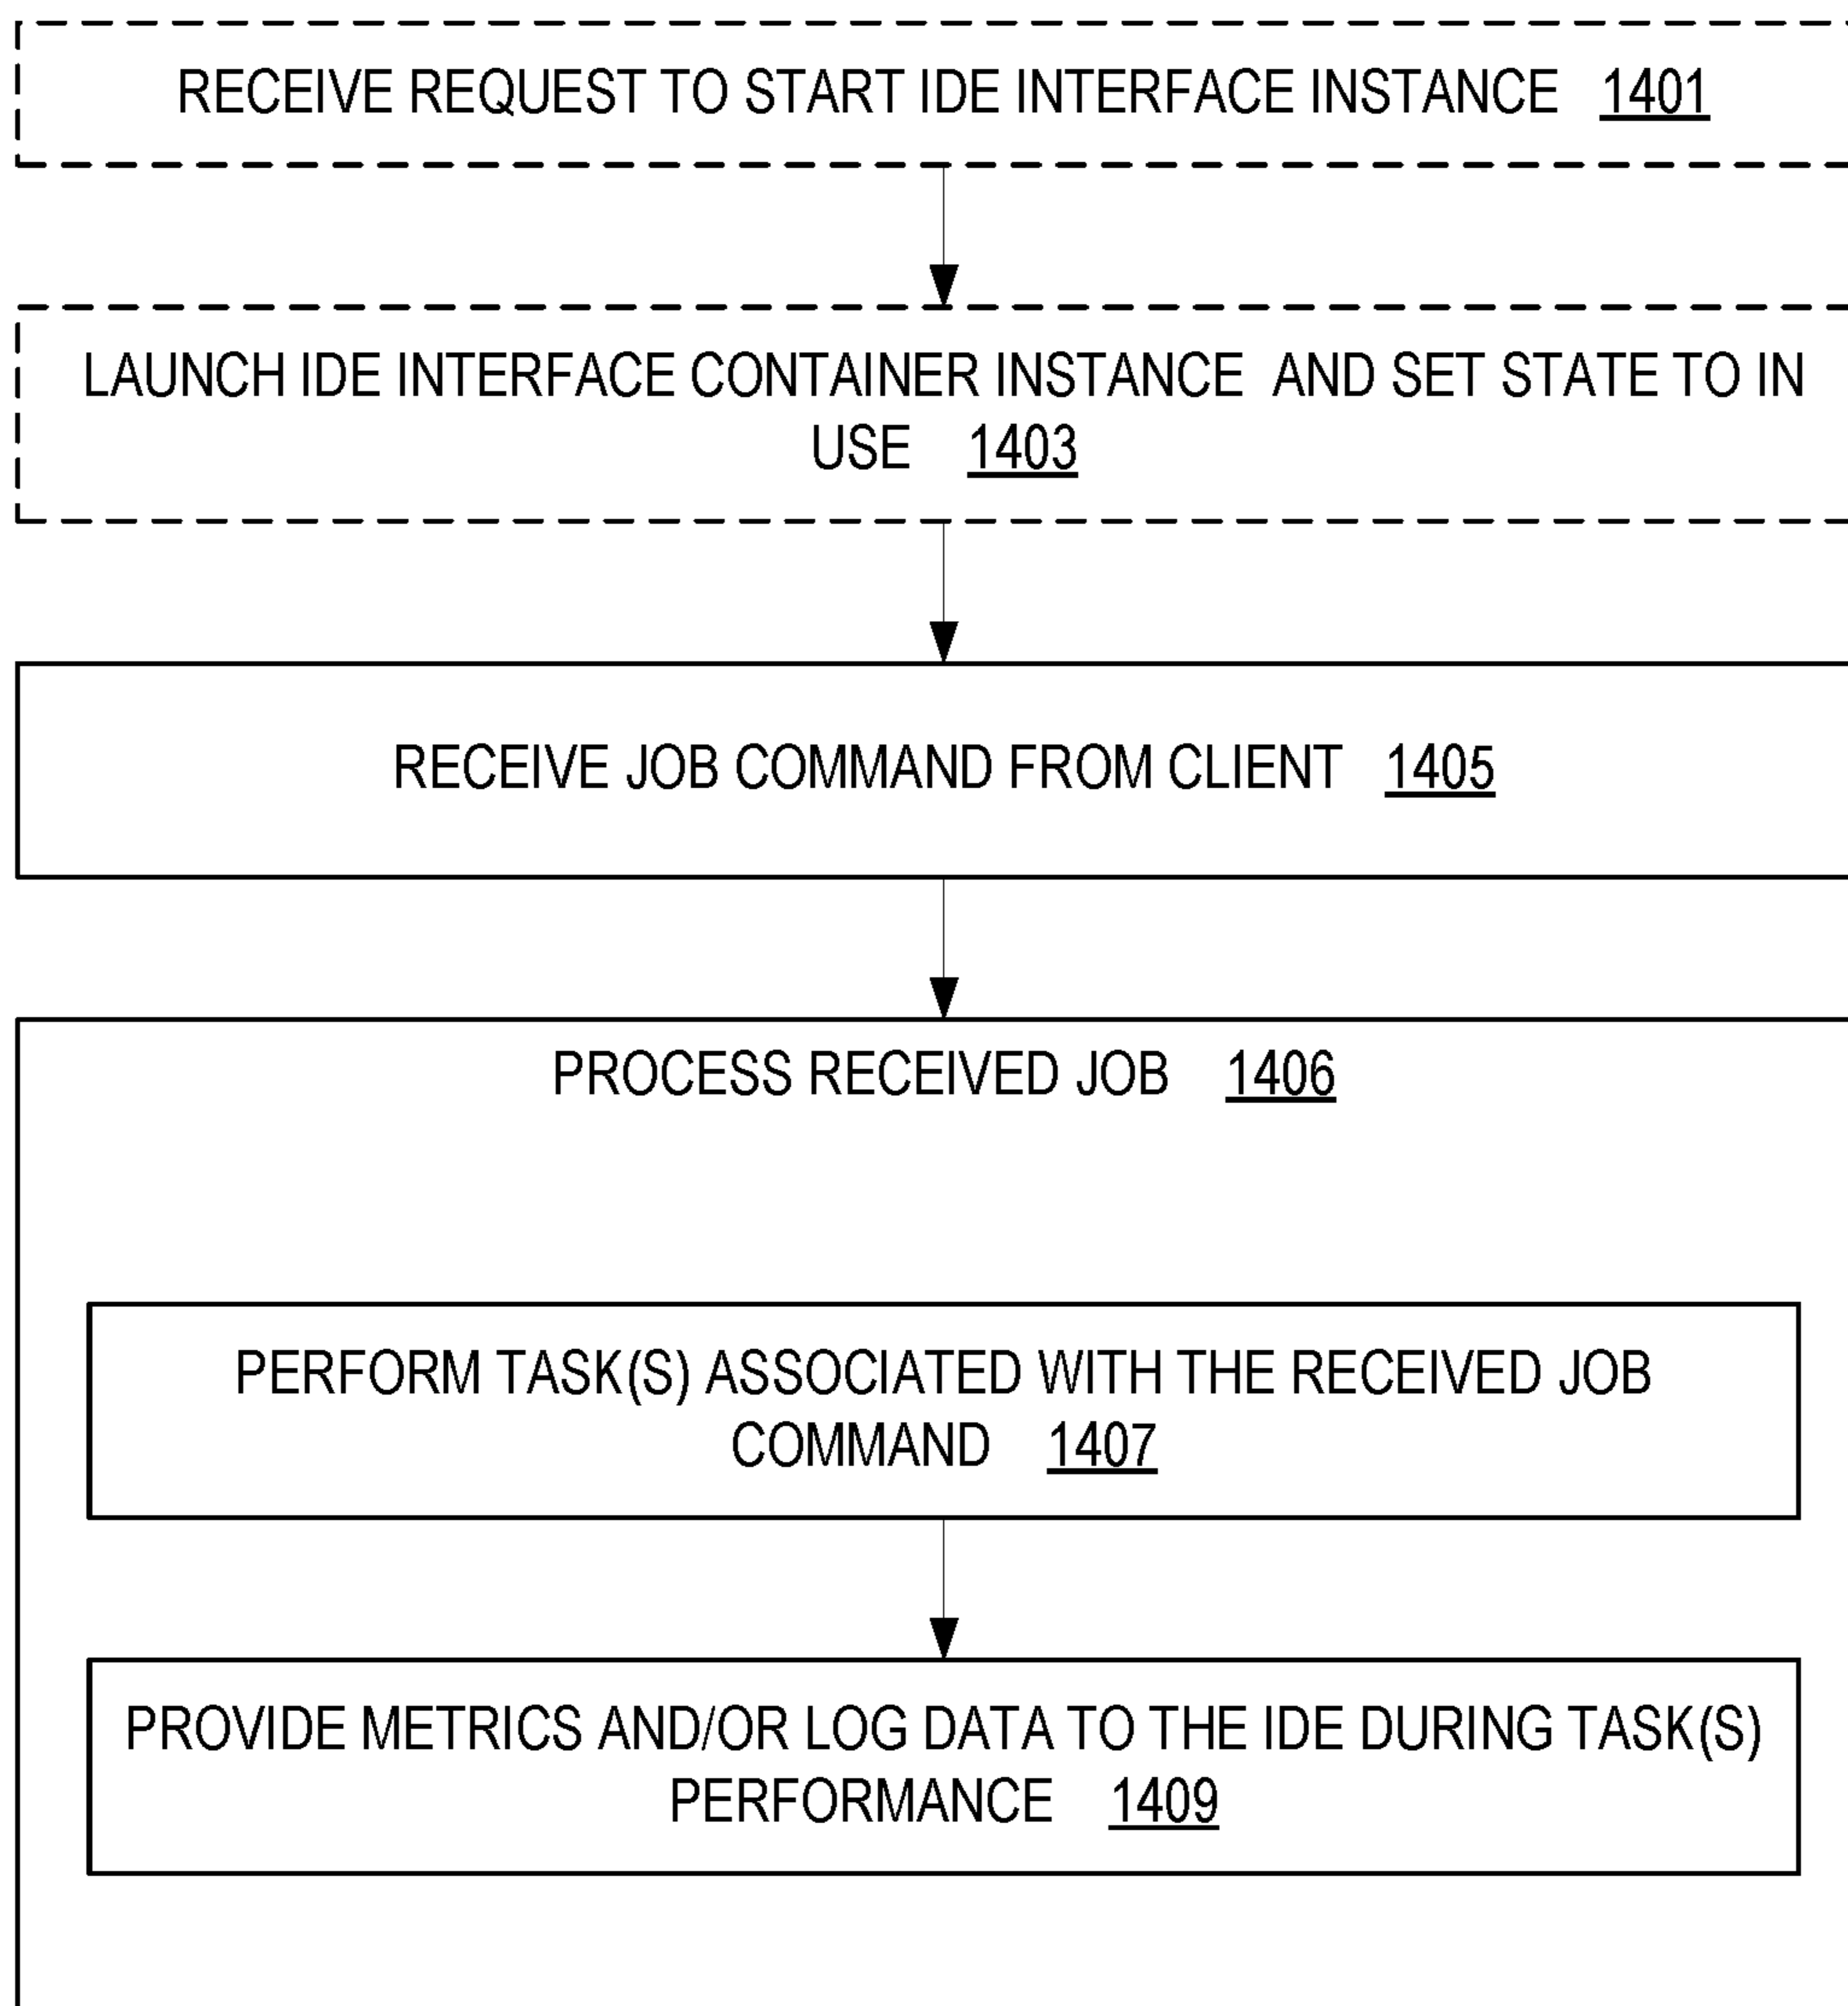 RECEIVE REQUEST TO START IDE INTERFACE INSTANCE 1401
LAUNCH IDE INTERFACE CONTAINER INSTANCE AND SET STATE TO IN
USE 1403
RECEIVE JOB COMMAND FROM CLIENT 1405
PROCESS RECEIVED JOB 1406
PERFORM TASK(S) ASSOCIATED WITH THE RECEIVED JOB
COMMAND 1407
PROVIDE METRICS AND/OR LOG DATA TO THE IDE DURING TASK(S)
PERFORMANCE 1409